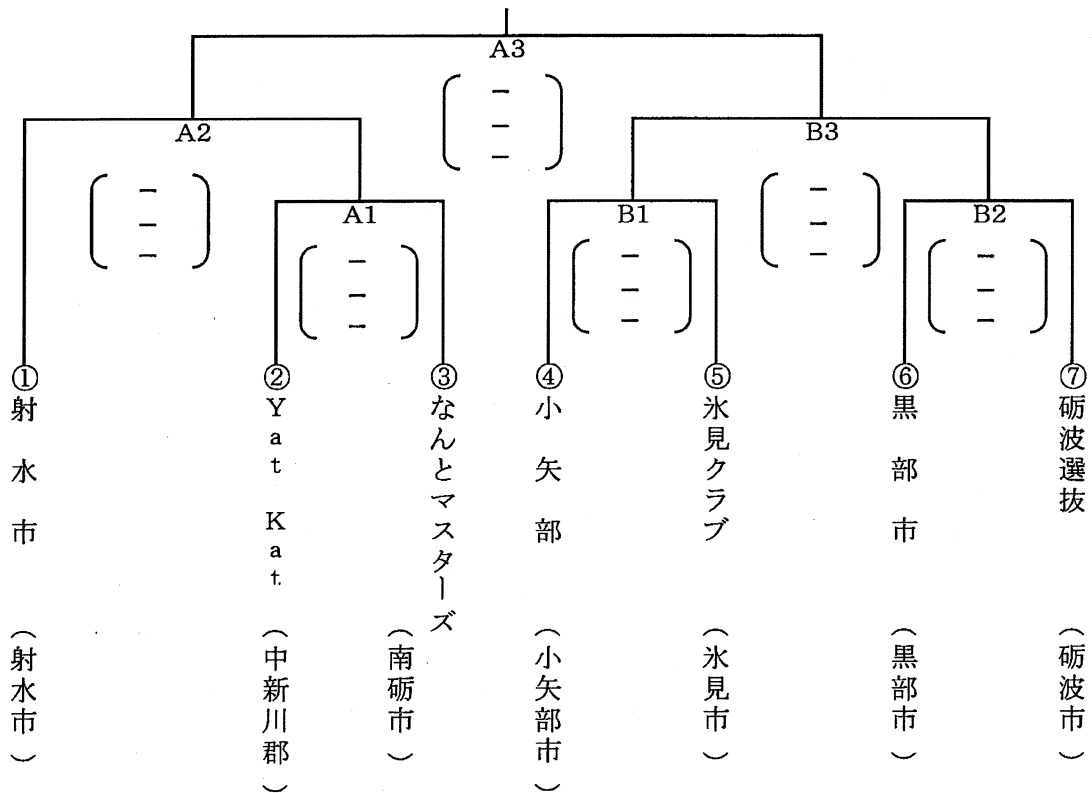 A3
－
－
－
A2
－
－
－
B3
－
－
－
A1
－
－
－
B1
－
－
－
B2
－
－
－
①射水市（射水市）
②Yat Kat.（中新川郡）
③なんとマスターズ（南砺市）
④小矢部（小矢部市）
⑤氷見クラブ（氷見市）
⑥黒部市（黒部市）
⑦砺波選抜（砺波市）